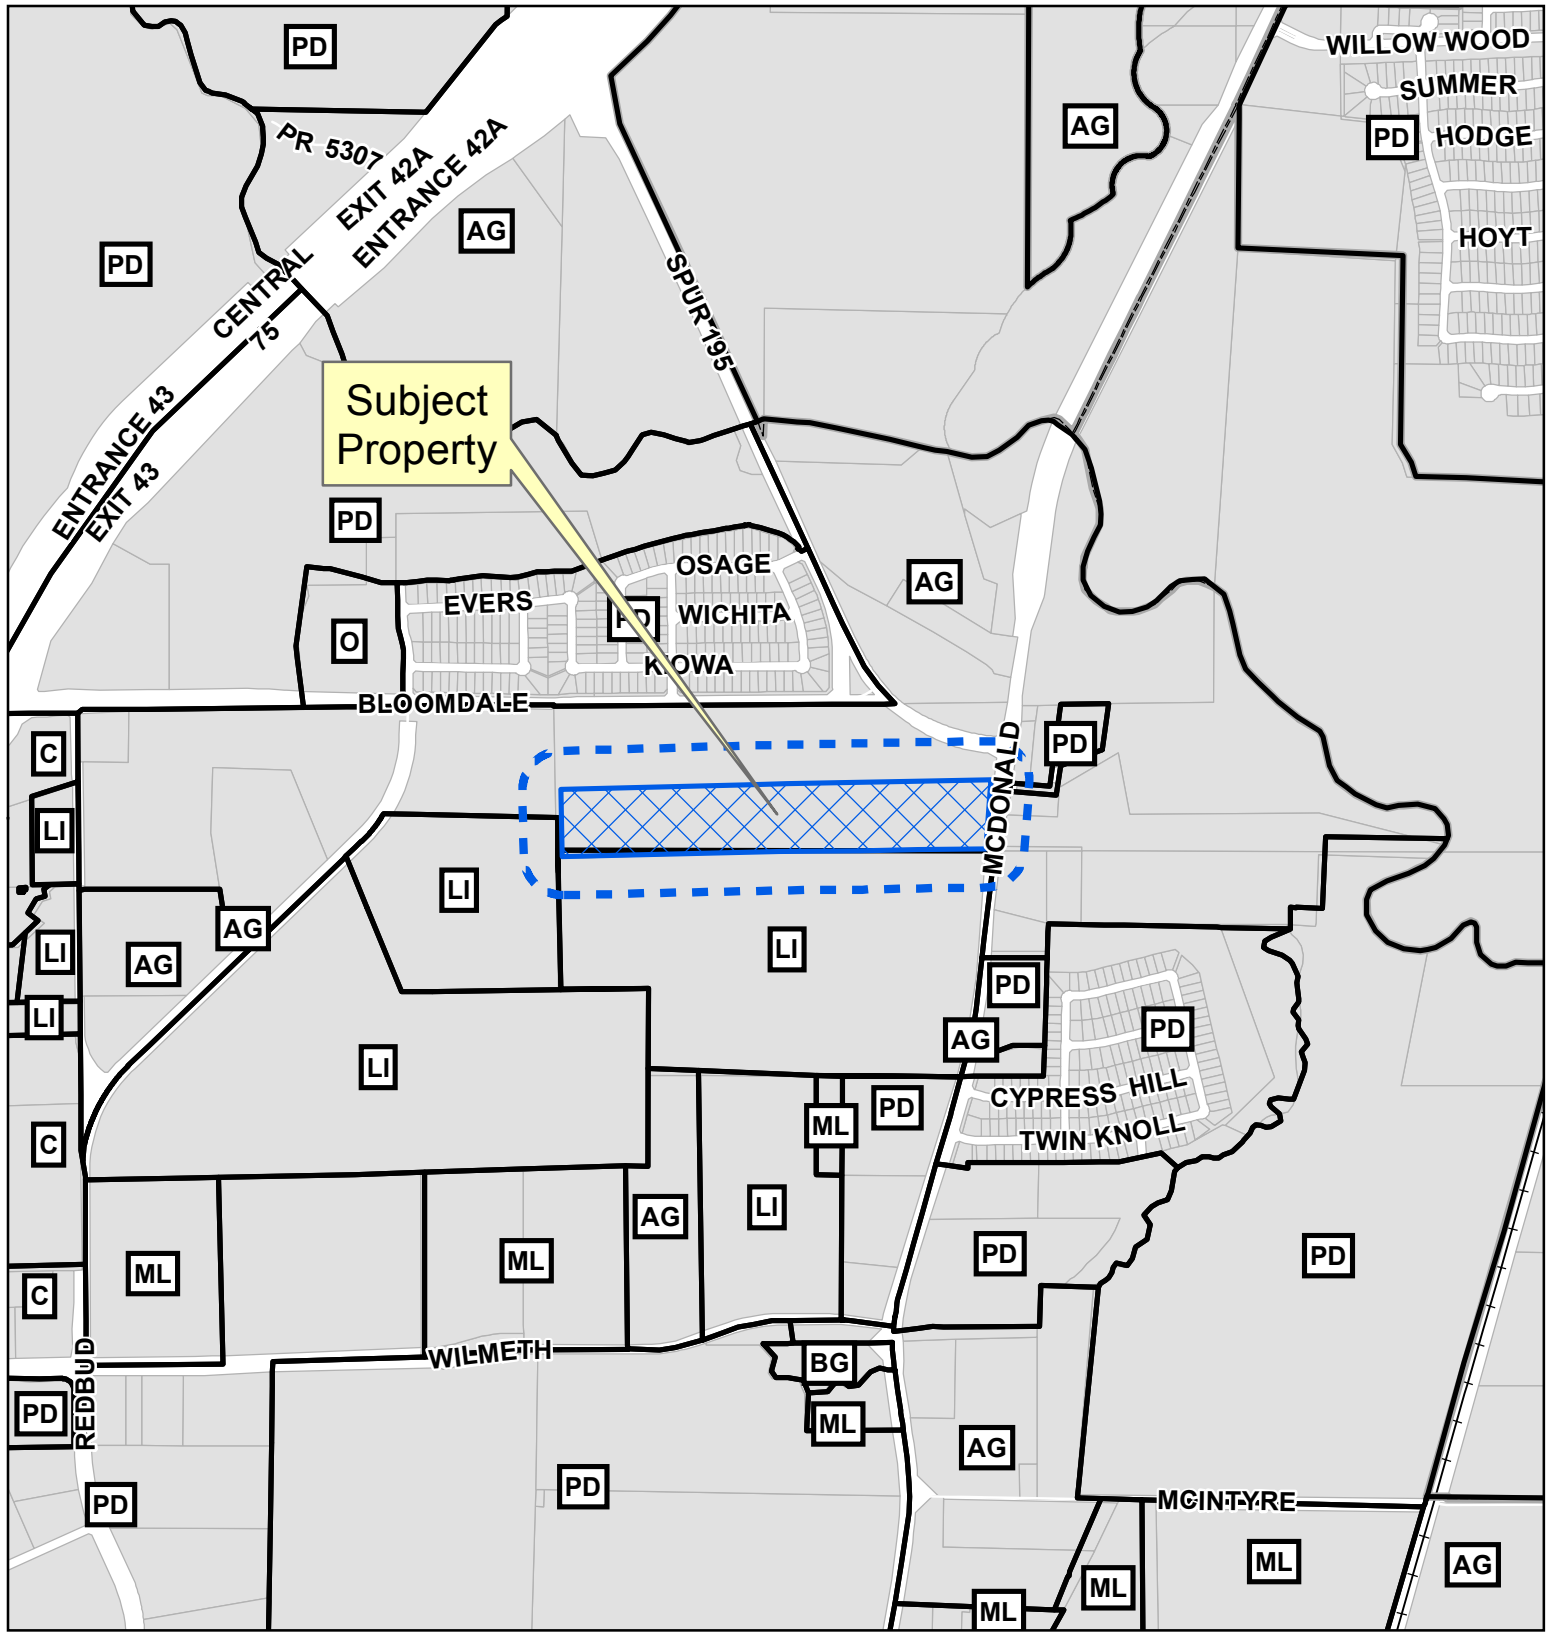 PD
WILLOW WOOD
SUMMER
AG
PD
HODGE
PR 5307
EXIT 42A
ENTRANCE 42A
AG
HOYT
PD
CENTRAL
75
SPUR 195
Subject
Property
ENTRANCE 43
EXIT 43
PD
OSAGE
AG
EVERS
PD
WICHITA
O
KIOWA
BLOOMDALE
C
MCDONALD
PD
LI
LI
AG
LI
AG
LI
LI
PD
LI
PD
AG
LI
CYPRESS HILL
PD
ML
TWIN KNOLL
C
LI
AG
PD
PD
ML
ML
C
WILMETH
BG
REDBUD
PD
ML
AG
PD
PD
MCINTYRE
ML
AG
ML
ML